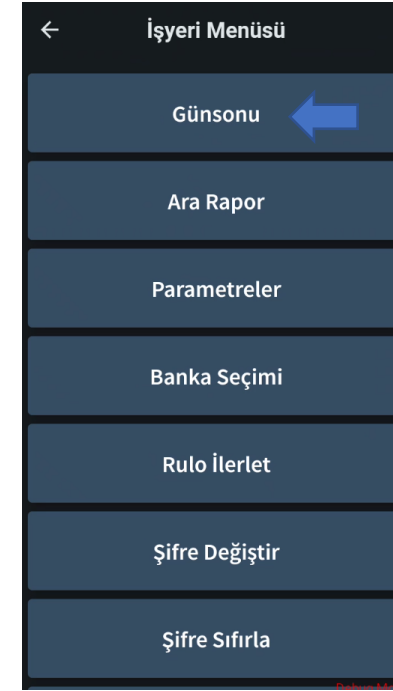 İşyeri Menüsü
Günsonu
Ara Rapor
Parametreler
Banka Seçimi
Rulo İlerlet
Şifre Değiştir
Şifre Sıfırla